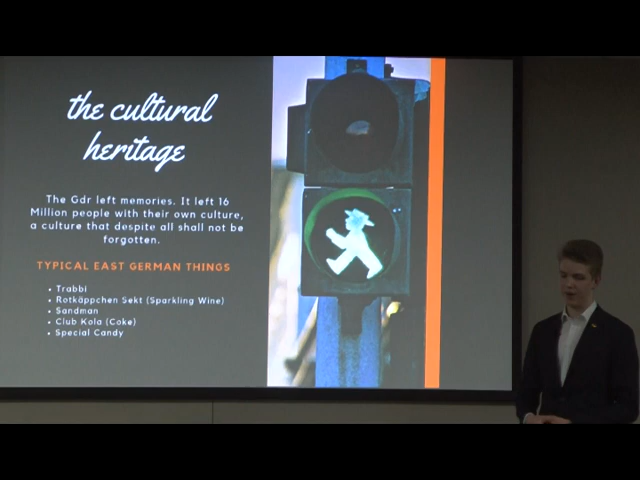 the cultural
heritage
The Gdr left memories. It left 16
Million people with their own culture,
a culture that despite all shall not be
forgotten.
TYPICAL EAST GERMAN THINGS
• Trabbi
• Rotkäppchen Sekt (Sparkling Wine)
• Sandman
• Club Kola (Coke)
• Special Candy